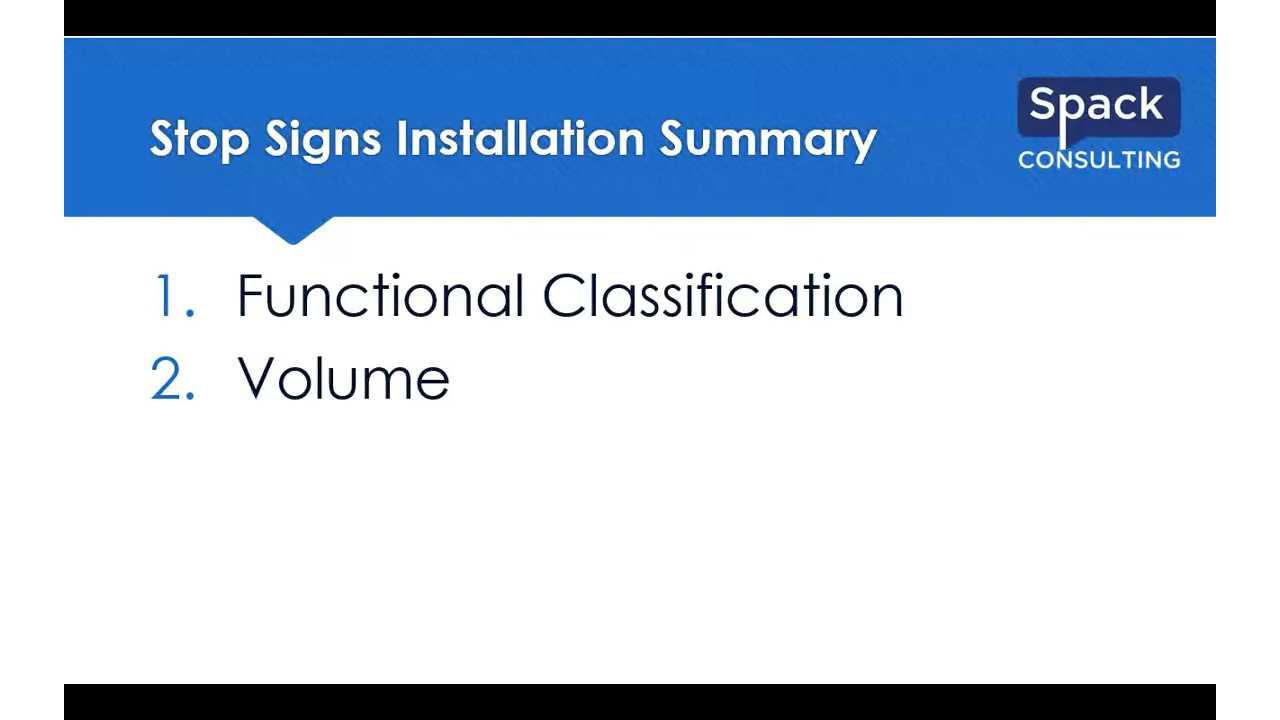 Stop Signs Installation Summary
Spack
CONSULTING
1. Functional Classification
2. Volume